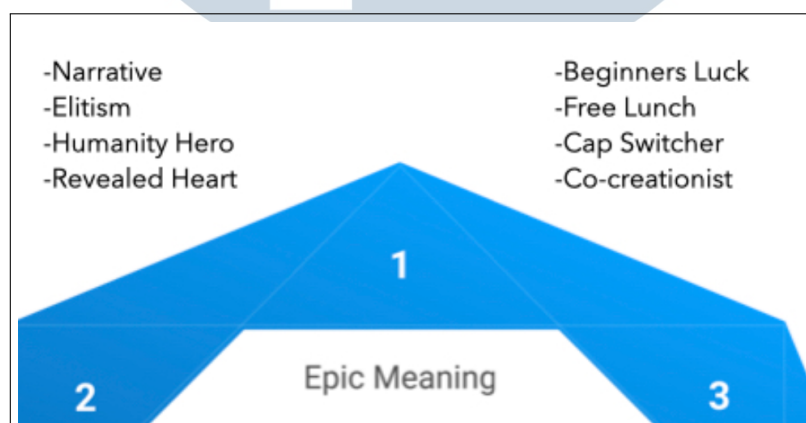 -Narrative
-Elitism
-Humanity Hero
-Revealed Heart
-Beginners Luck
-Free Lunch
-Cap Switcher
-Co-creationist
1
Epic Meaning
2
3